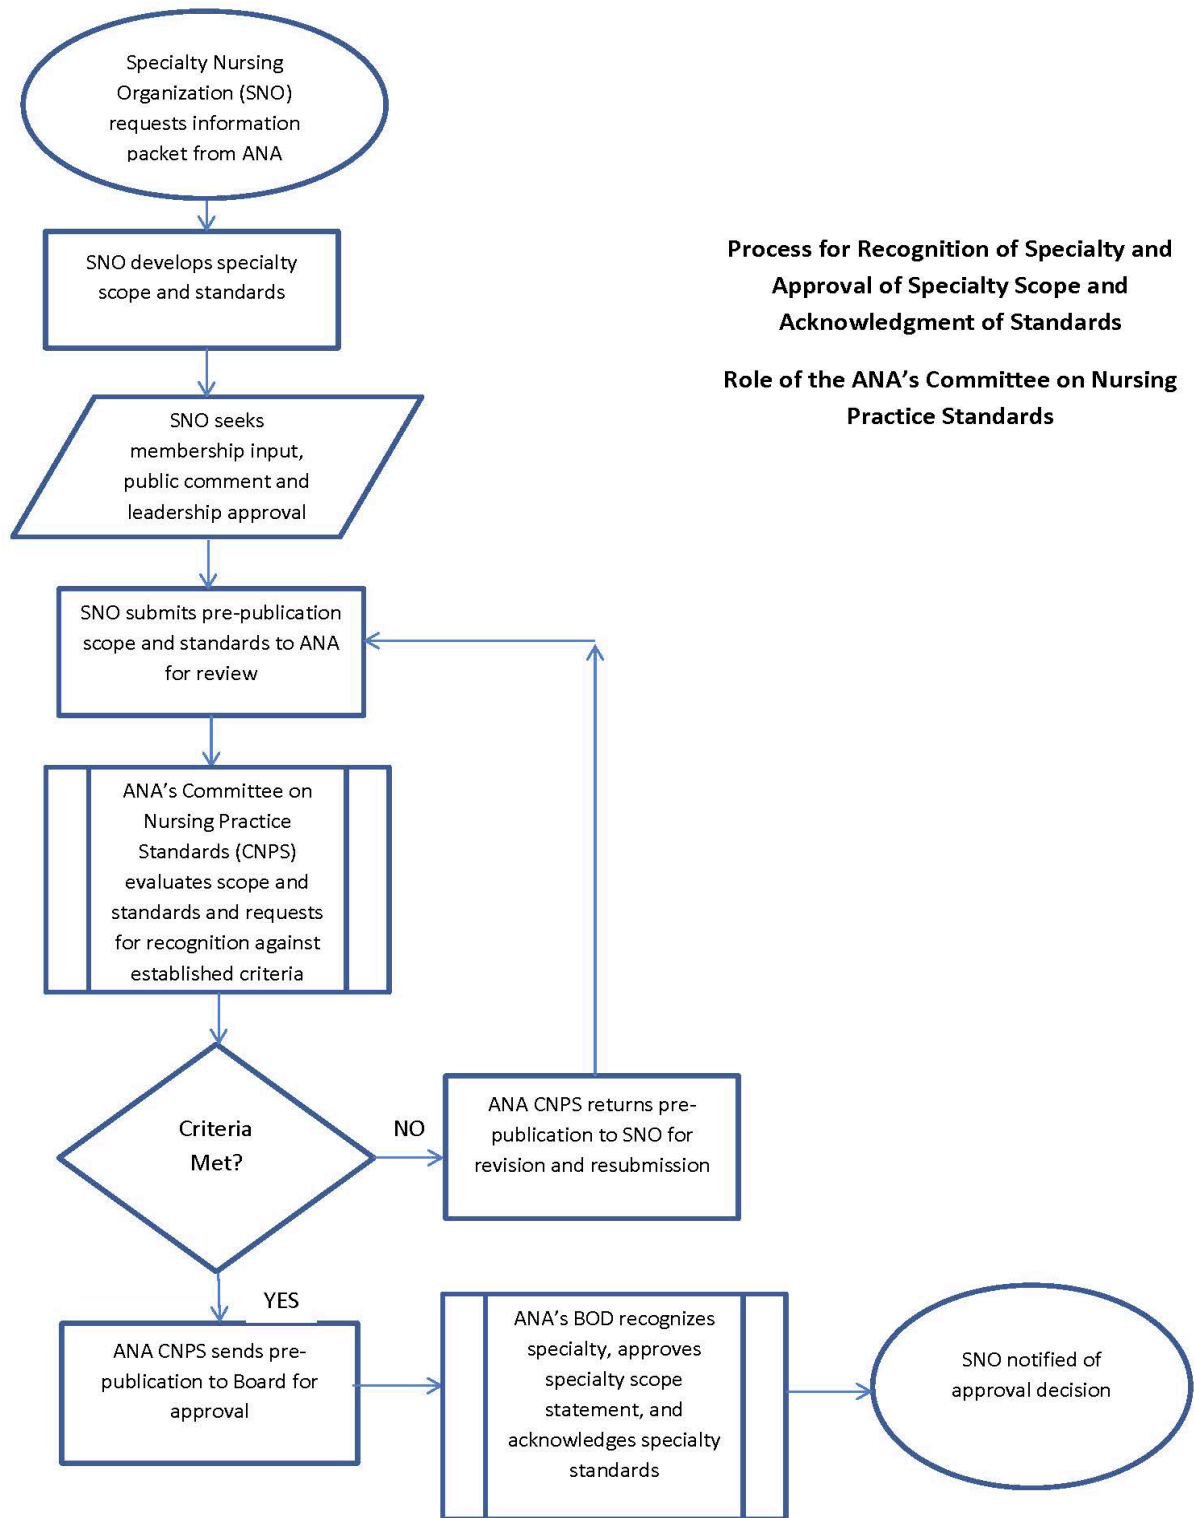 Specialty Nursing
Organization (SNO)
requests information
packet from ANA
SNO develops specialty
scope and standards
Process for Recognition of Specialty and
Approval of Specialty Scope and
Acknowledgment of Standards
Role of the ANA’s Committee on Nursing
Practice Standards
SNO seeks
membership input,
public comment and
leadership approval
SNO submits pre-publication
scope and standards to ANA
for review
ANA’s Committee on
Nursing Practice
Standards (CNPS)
evaluates scope and
standards and requests
for recognition against
established criteria
Criteria
Met?
NO
ANA CNPS returns pre-
publication to SNO for
revision and resubmission
YES
ANA CNPS sends pre-
publication to Board for
approval
ANA’s BOD recognizes
specialty, approves
specialty scope
statement, and
acknowledges specialty
standards
SNO notified of
approval decision